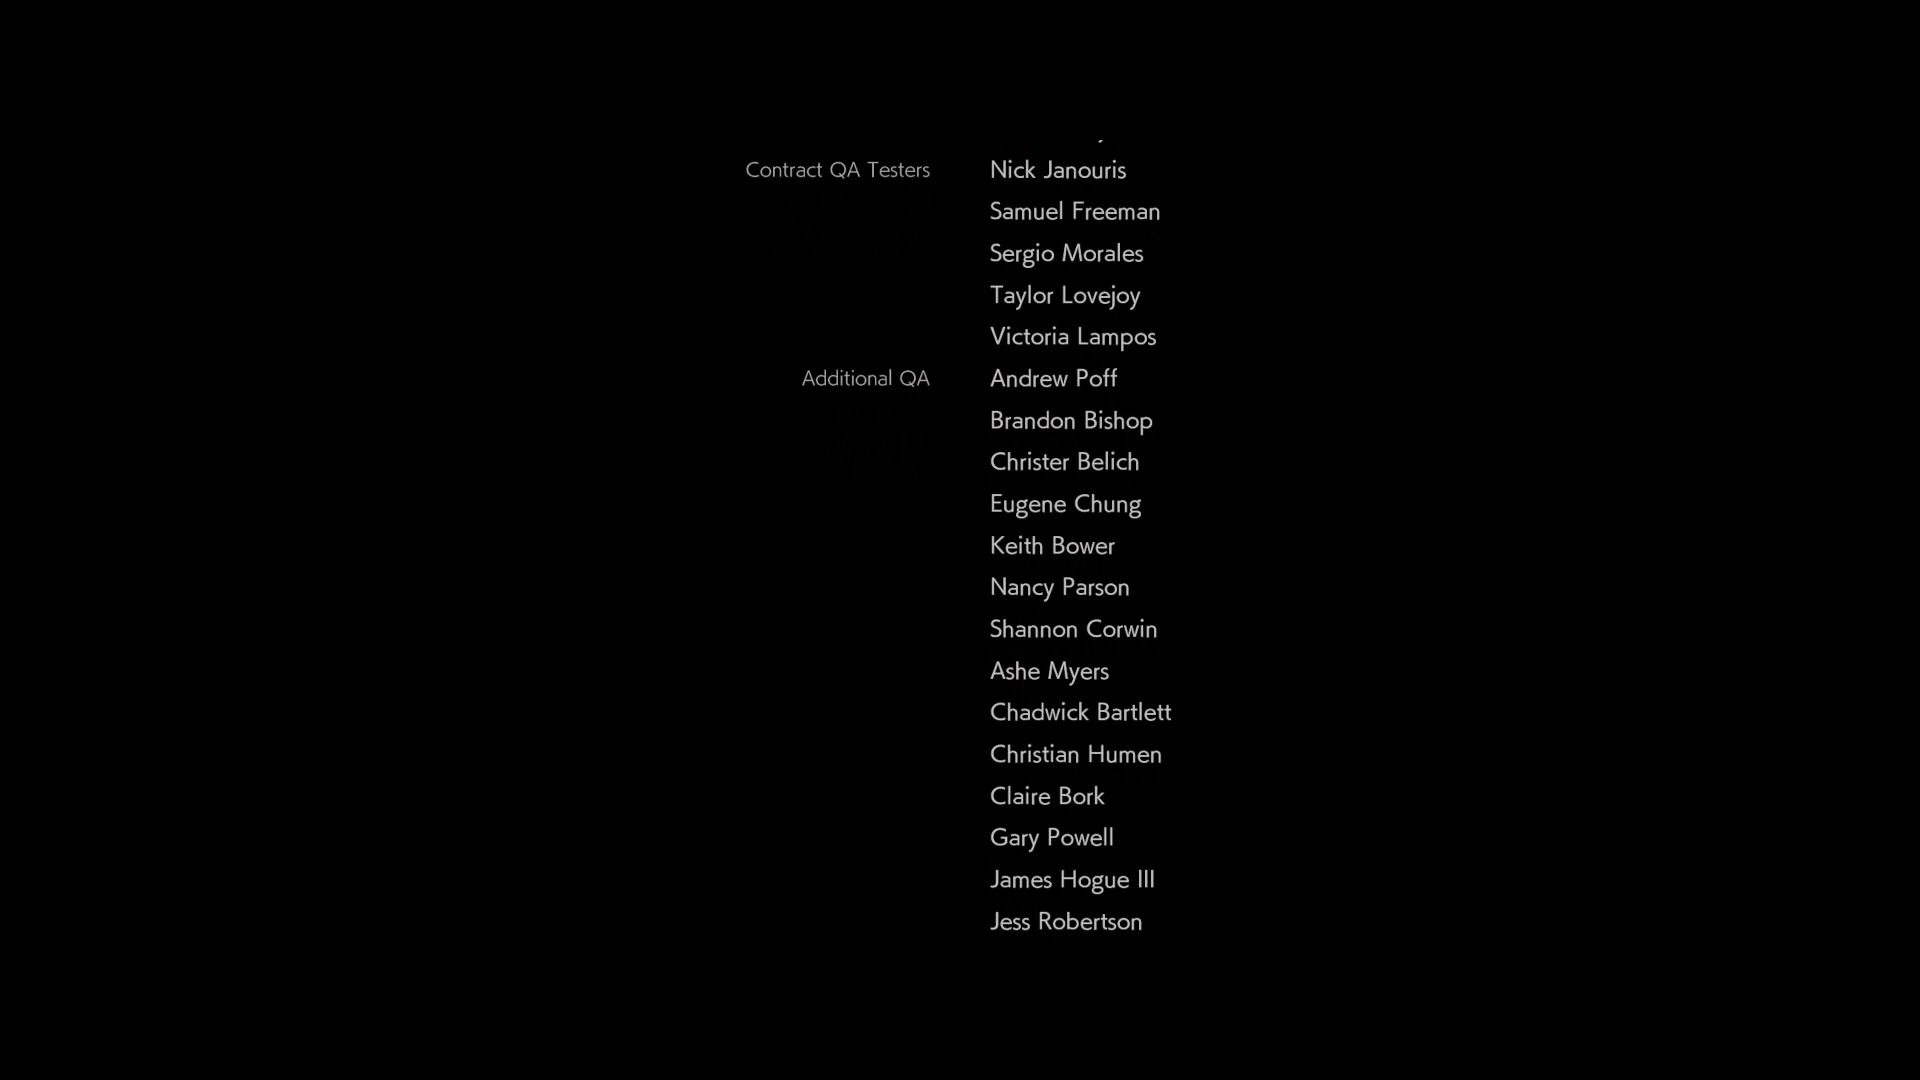 Contract QA Testers Nick Janouris
Samuel Freeman
Sergio Morales
Taylor Lovejoy
Victoria Lampos
Additional QA Andrew Poff
Brandon Bishop
Christer Belich
Eugene Chung
Keith Bower
Nancy Parson
Shannon Corwin
Ashe Myers
Chadwick Bartlett
Christian Humen
Claire Bork
Gary Powell
James Hogue III
Jess Robertson